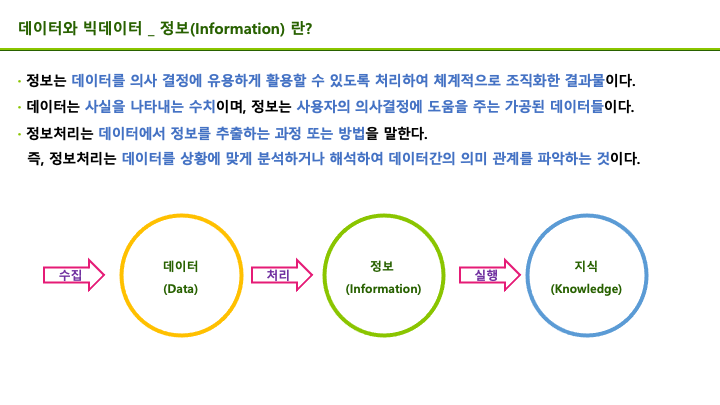 데이터와 빅데이터 _ 정보(Information) 란?
· 정보는 데이터를 의사 결정에 유용하게 활용할 수 있도록 처리하여 체계적으로 조직화한 결과물이다.
· 데이터는 사실을 나타내는 수치이며, 정보는 사용자의 의사결정에 도움을 주는 가공된 데이터들이다.
· 정보처리는 데이터에서 정보를 추출하는 과정 또는 방법을 말한다.
즉, 정보처리는 데이터를 상황에 맞게 분석하거나 해석하여 데이터간의 의미 관계를 파악하는 것이다.
수집
데이터
(Data)
처리
정보
(Information)
실행
지식
(Knowledge)